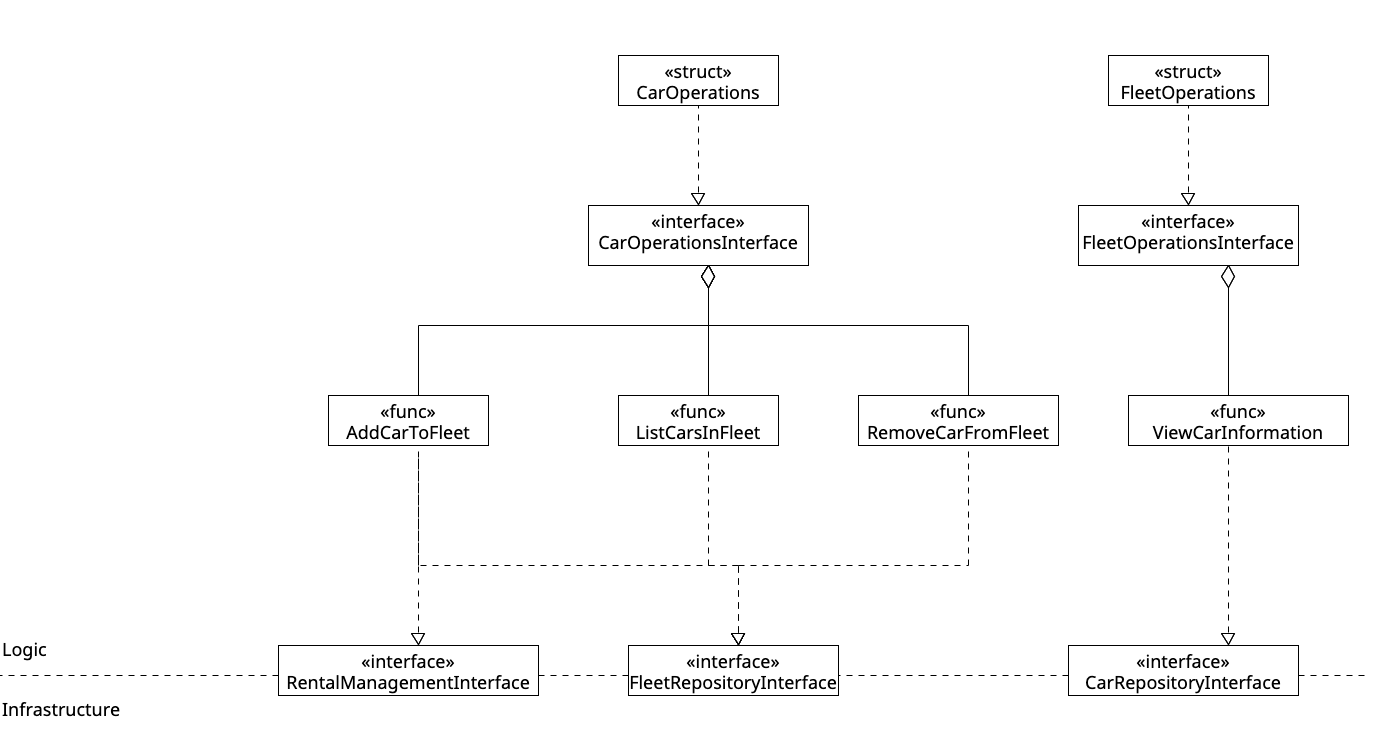 «struct»
CarOperations
«struct»
FleetOperations
«interface»
CarOperationsInterface
«interface»
FleetOperationsInterface
«func»
AddCarToFleet
«func»
ListCarsInFleet
«func»
RemoveCarFromFleet
«func»
ViewCarInformation
Logic
«interface»
RentalManagementInterface
«interface»
FleetRepositoryInterface
«interface»
CarRepositoryInterface
Infrastructure